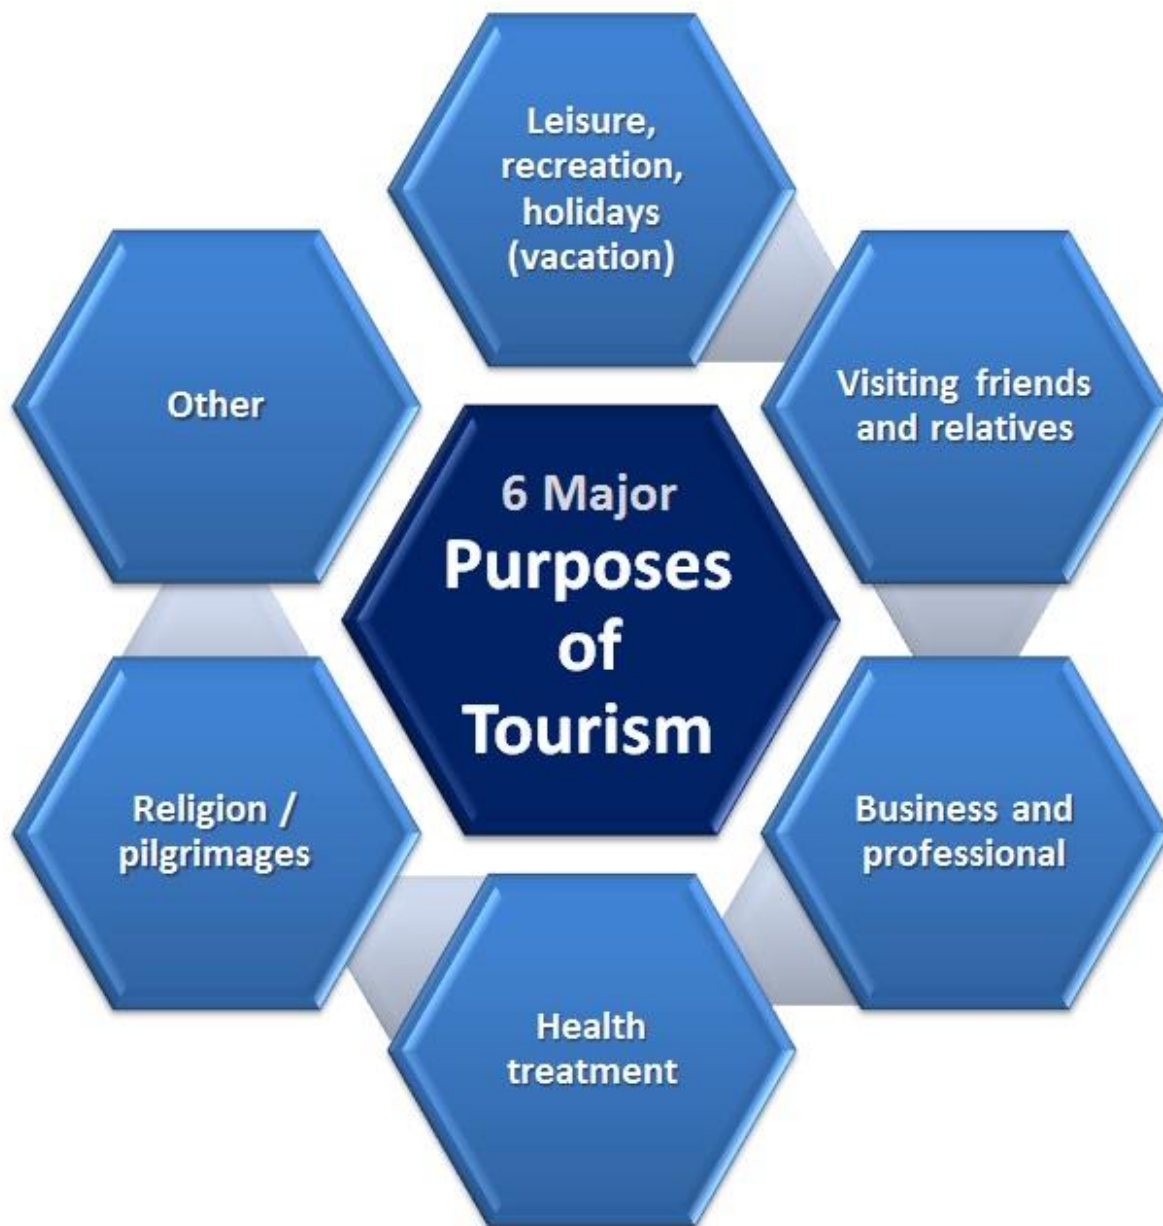 Leisure,
recreation,
holidays
(vacation)
Visiting friends
and relatives
Business and
professional
Health
treatment
Religion /
pilgrimages
Other
6 Major
Purposes
of
Tourism